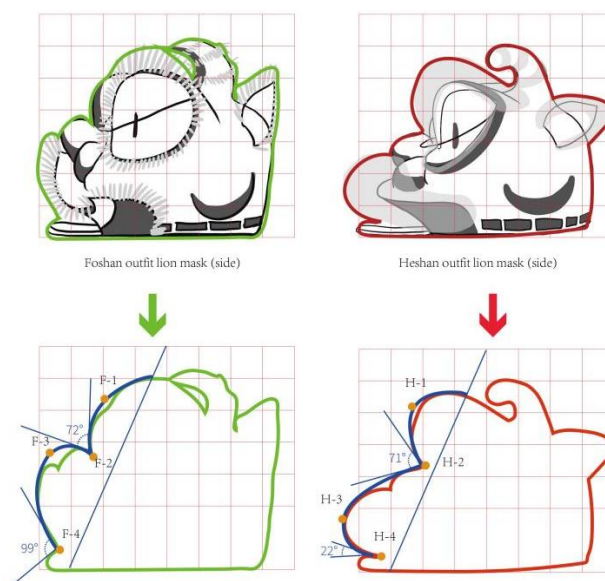 Foshan outfit lion mask (side)
Heshan outfit lion mask (side)
F-1
72°
F-3
F-2
F-4
99°
H-1
71°
H-2
H-3
H-4
22°